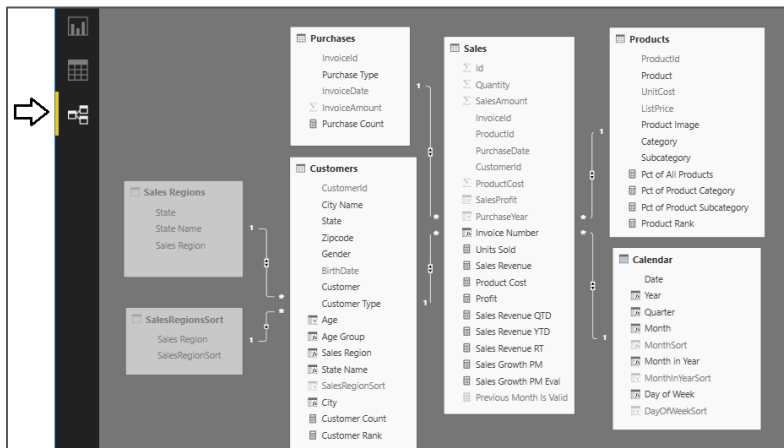 Purchases
InvoiceId
Purchase Type
InvoiceDate
InvoiceAmount
Purchase Count
Sales
Id
Quantity
SalesAmount
InvoiceId
ProductId
PurchaseDate
CustomerId
ProductCost
SalesProfit
PurchaseYear
Invoice Number
Units Sold
Sales Revenue
Product Cost
Profit
Sales Revenue QTD
Sales Revenue YTD
Sales Revenue RT
Sales Growth PM
Sales Growth PM Eval
Previous Month Is Valid
Products
ProductId
Product
UnitCost
ListPrice
Product Image
Category
Subcategory
Pct of All Products
Pct of Product Category
Pct of Product Subcategory
Product Rank
Sales Regions
State
State Name
Sales Region
SalesRegionsSort
Sales Region
SalesRegionSort
Customers
CustomerId
City Name
State
Zipcode
Gender
BirthDate
Customer
Customer Type
Age
Age Group
Sales Region
State Name
SalesRegionSort
City
Customer Count
Customer Rank
Calendar
Date
Year
Quarter
Month
MonthSort
Month in Year
MonthInYearSort
Day of Week
DayOfWeekSort
1
*
1
*
1
*
1
*
1
*
1
*